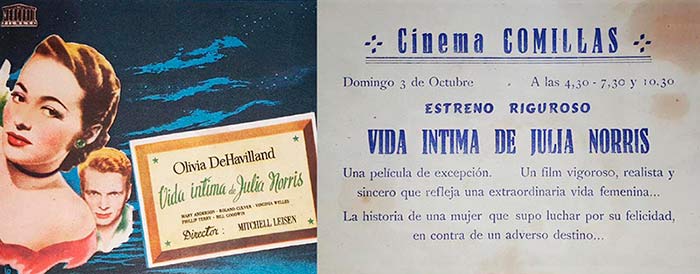 Olivia DeHavilland
Vida intima de Julia Norris
MARY ANDERSON - ROLAND CULVER - VIRGINIA WELLES
PHILLIP TERRY - BILL GOODWIN
Director: MITCHELL LEISEN
Cinema COMILLAS
Domingo 3 de Octubre - A las 4,30 - 7,30 y 10.30
ESTRENO RIGUROSO
VIDA INTIMA DE JULIA NORRIS
Una película de excepción. Un film vigoroso, realista y
sincero que refleja una extraordinaria vida femenina...
La historia de una mujer que supo luchar por su felicidad,
en contra de un adverso destino...